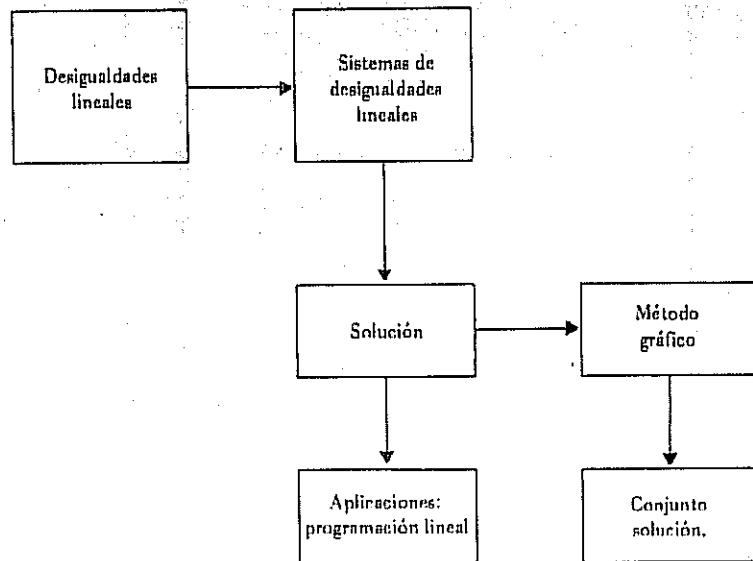 Desigualdades
lineales
Sistemas de
desigualdades
lineales
Solución
Método
gráfico
Aplicaciones:
programación lineal
Conjunto
solución.